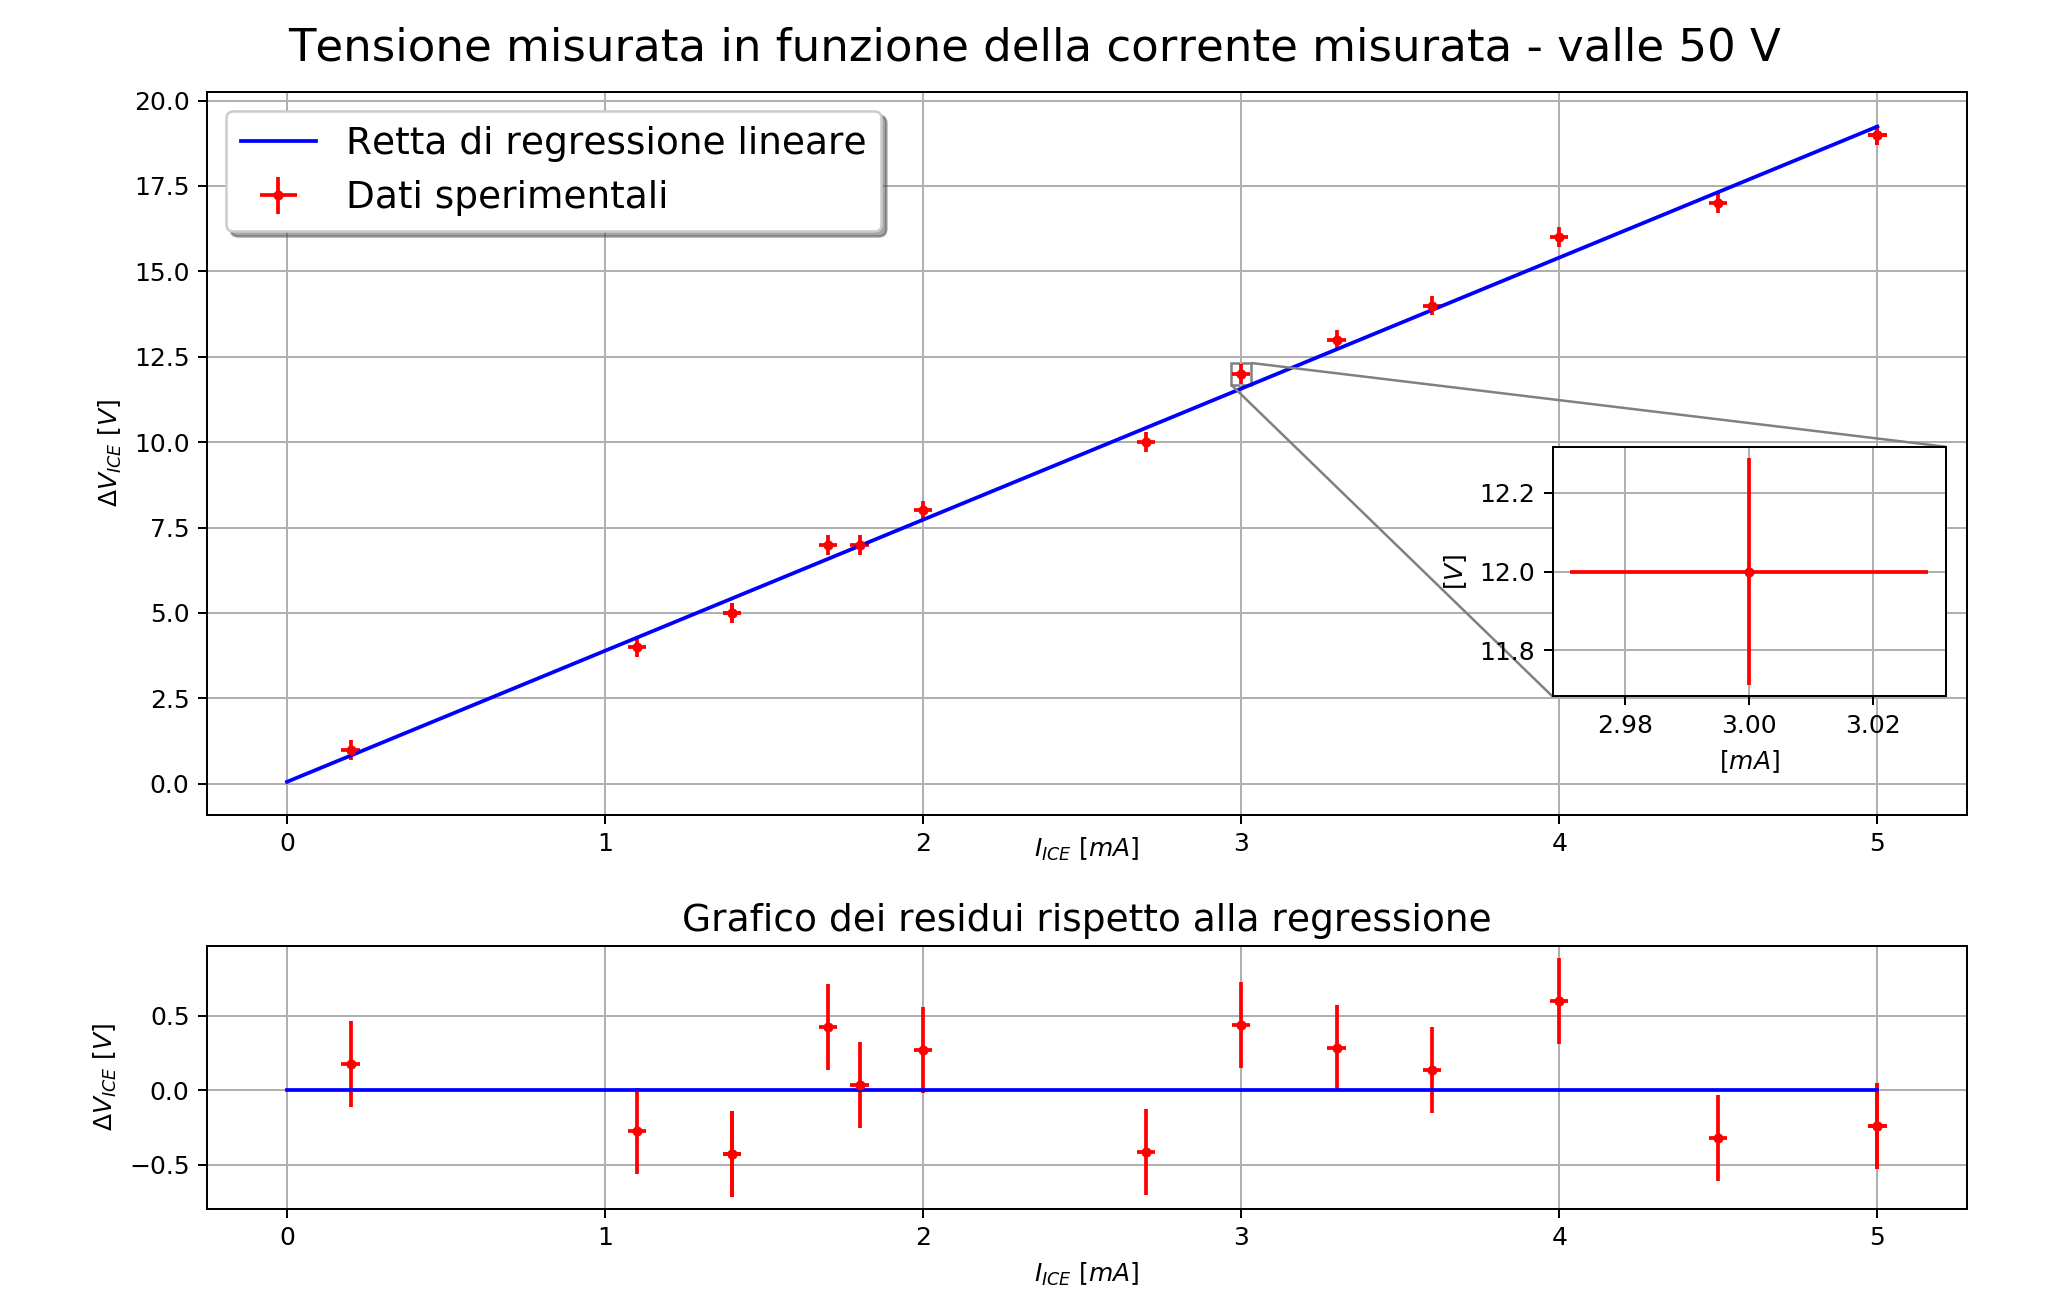 Tensione misurata in funzione della corrente misurata - valle 50 V
Retta di regressione lineare
Dati sperimentali
20.0
17.5
15.0
12.5
10.0
7.5
5.0
2.5
0.0
ΔV_ICE [V]
0 1 2 3 4 5
I_ICE [mA]
12.2
12.0
11.8
[V]
2.98 3.00 3.02
[mA]
Grafico dei residui rispetto alla regressione
0.5
0.0
−0.5
ΔV_ICE [V]
0 1 2 3 4 5
I_ICE [mA]